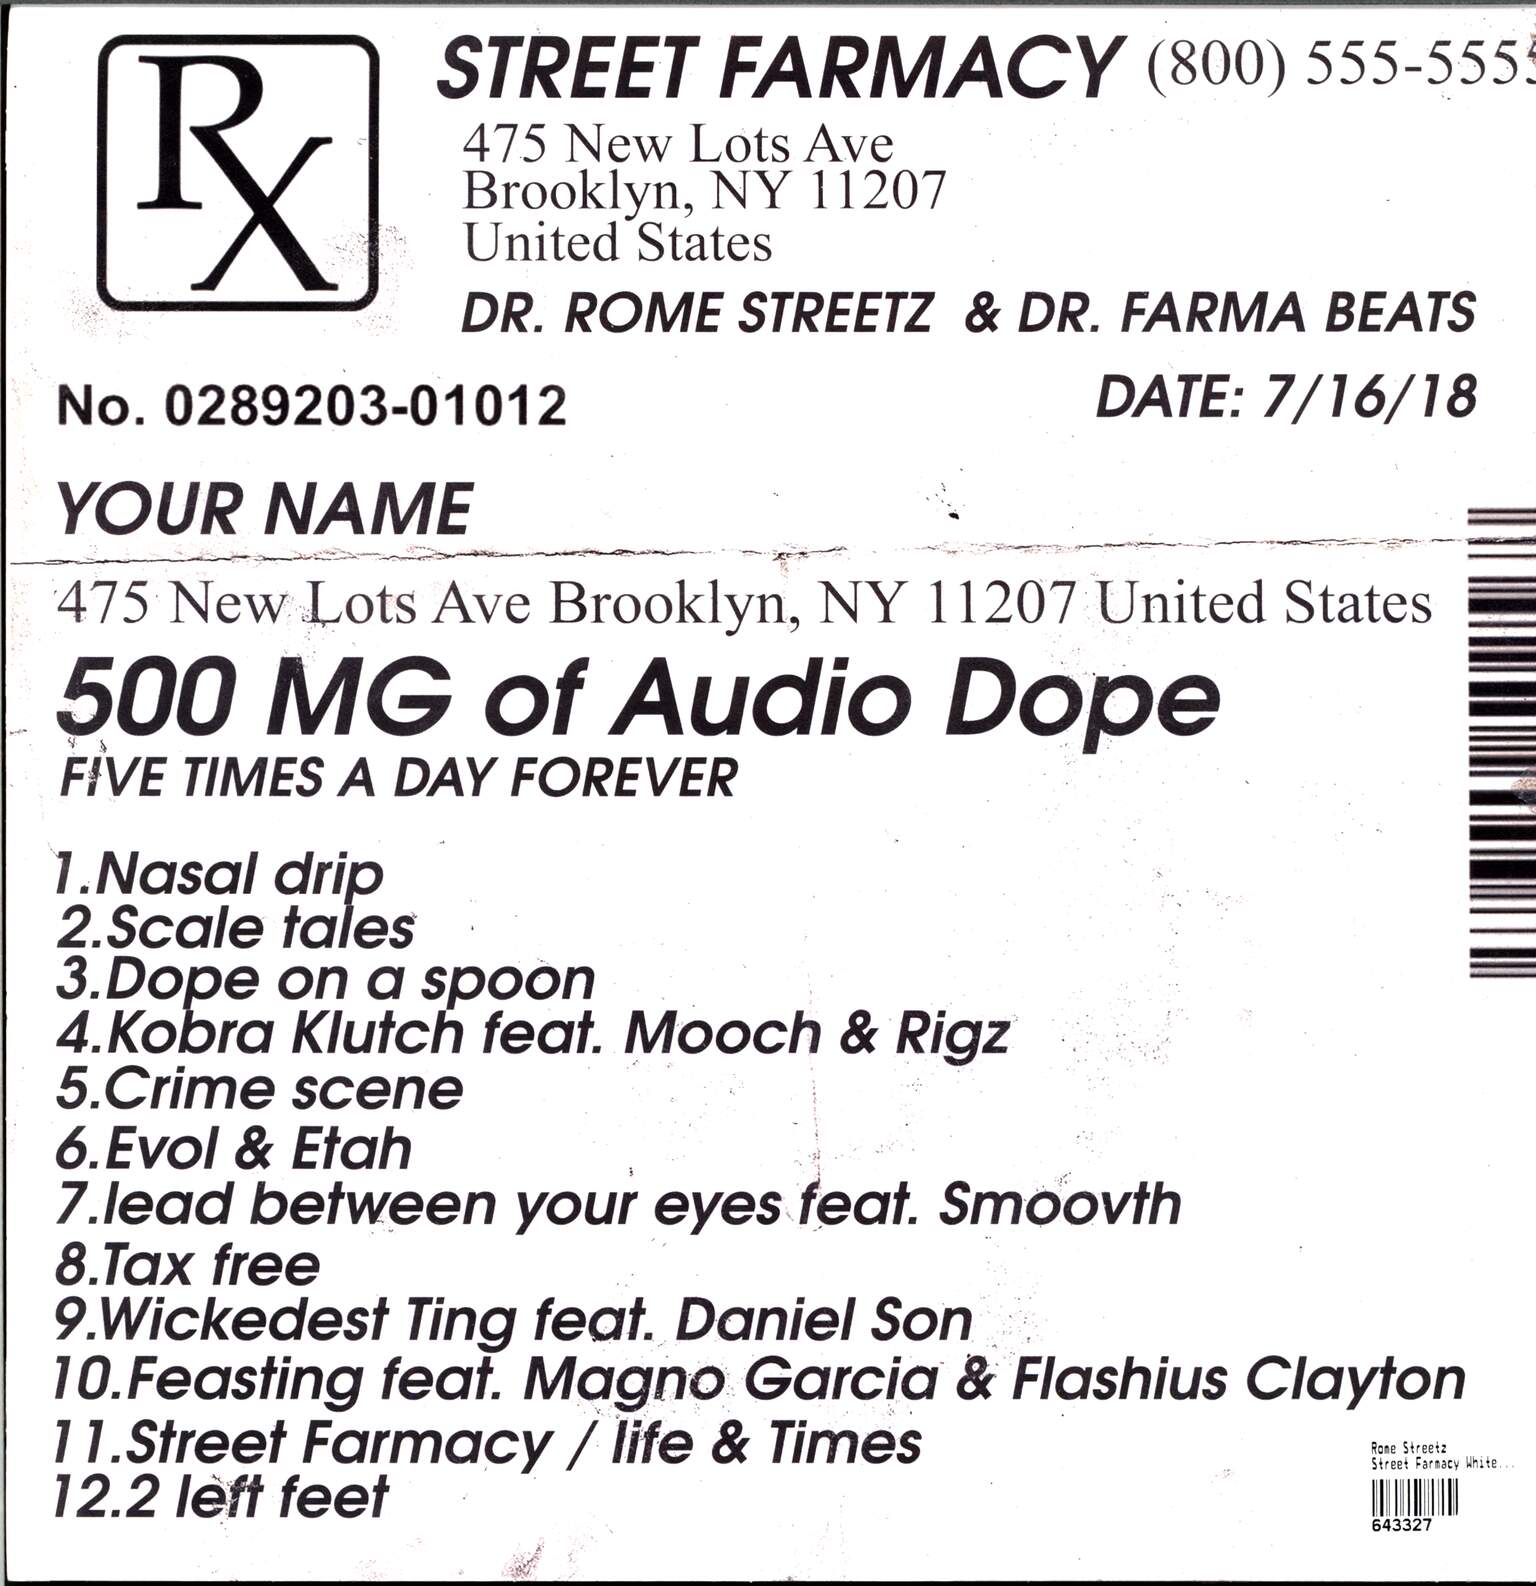 Rx
STREET FARMACY (800) 555-5555
475 New Lots Ave
Brooklyn, NY 11207
United States
DR. ROME STREETZ & DR. FARMA BEATS
No. 0289203-01012
DATE: 7/16/18
YOUR NAME
475 New Lots Ave Brooklyn, NY 11207 United States
500 MG of Audio Dope
FIVE TIMES A DAY FOREVER
1.Nasal drip
2.Scale tales
3.Dope on a spoon
4.Kobra Klutch feat. Mooch & Rigz
5.Crime scene
6.Evol & Etah
7.lead between your eyes feat. Smoovth
8.Tax free
9.Wickedest Ting feat. Daniel Son
10.Feasting feat. Magno Garcia & Flashius Clayton
11.Street Farmacy / life & Times
12.2 left feet
Rome Streetz
Street Farmacy White...
643327